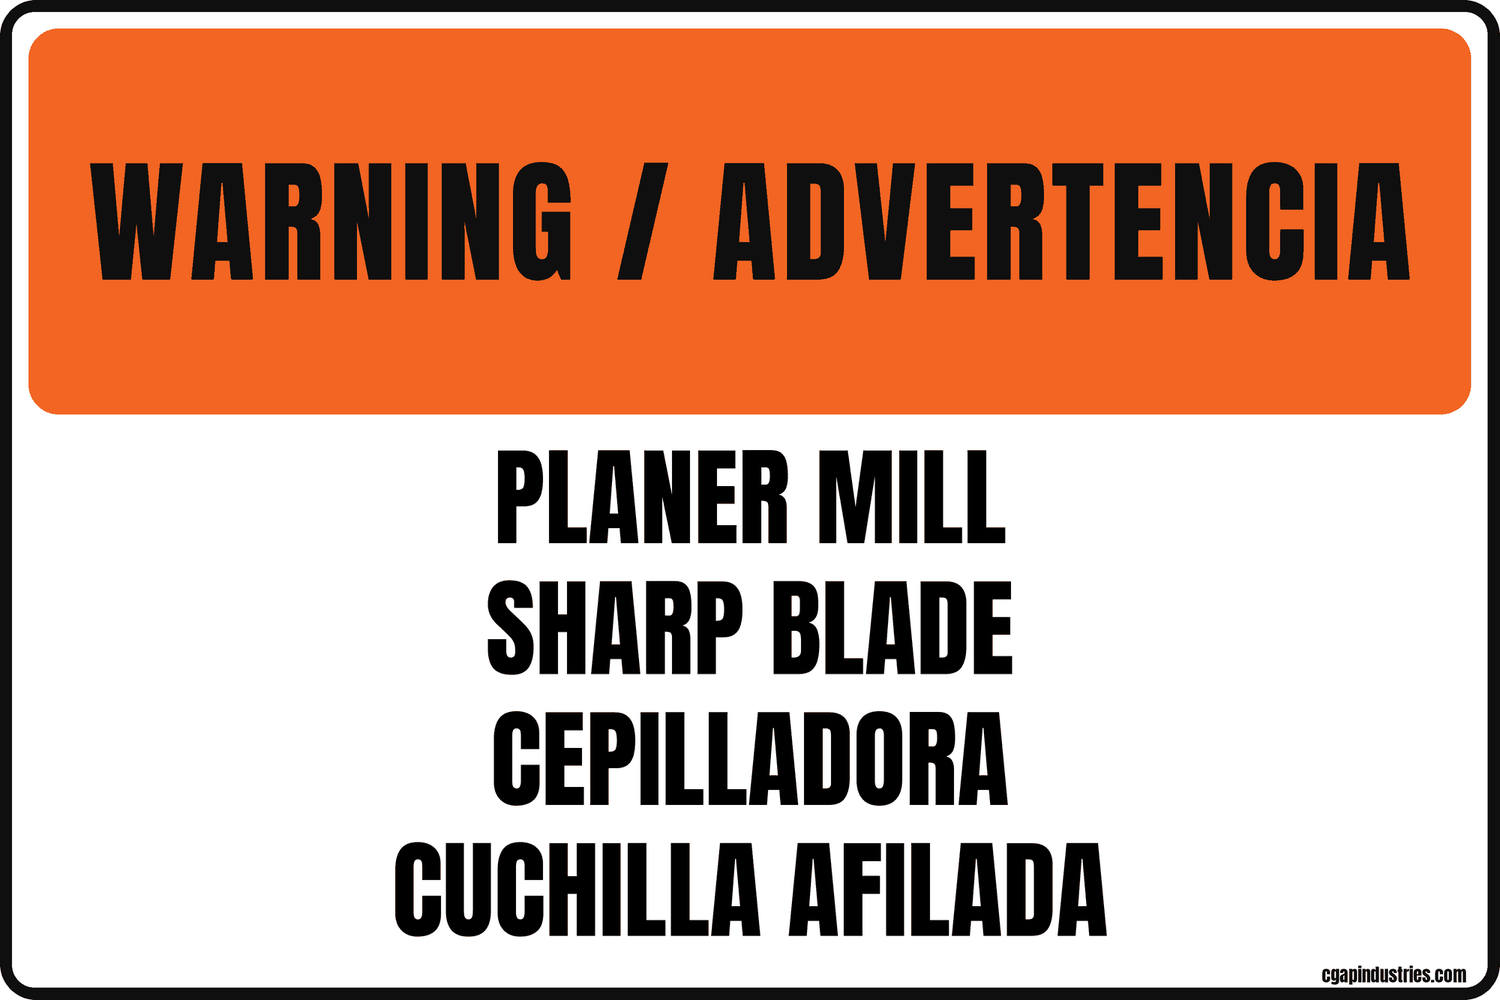 WARNING / ADVERTENCIA
PLANER MILL
SHARP BLADE
CEPILLADORA
CUCHILLA AFILADA
cgapindustries.com